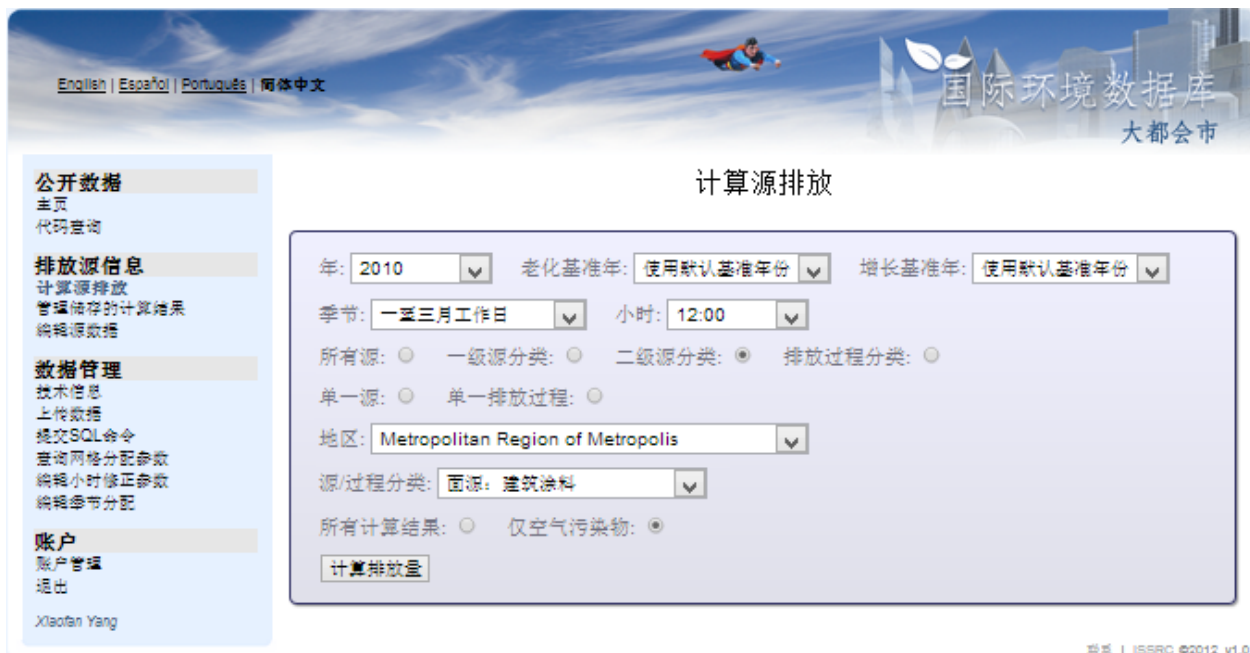 English | Español | Português | 简体中文
国际环境数据库
大都会市
公开数据
主页
代码查询
排放源信息
计算源排放
管理储存的计算结果
编辑源数据
数据管理
技术信息
上传数据
提交SQL命令
查询网格分配参数
编辑小时修正参数
编辑季节分配
账户
账户管理
退出
Xiaofan Yang
计算源排放
年: 2010 老化基准年: 使用默认基准年份 增长基准年: 使用默认基准年份
季节: 一至三月工作日 小时: 12:00
所有源: 一级源分类: 二级源分类: 排放过程分类:
单一源: 单一排放过程:
地区: Metropolitan Region of Metropolis
源/过程分类: 面源：建筑涂料
所有计算结果: 仅空气污染物:
计算排放量
联系 | ISSRC ©2012 v1.0